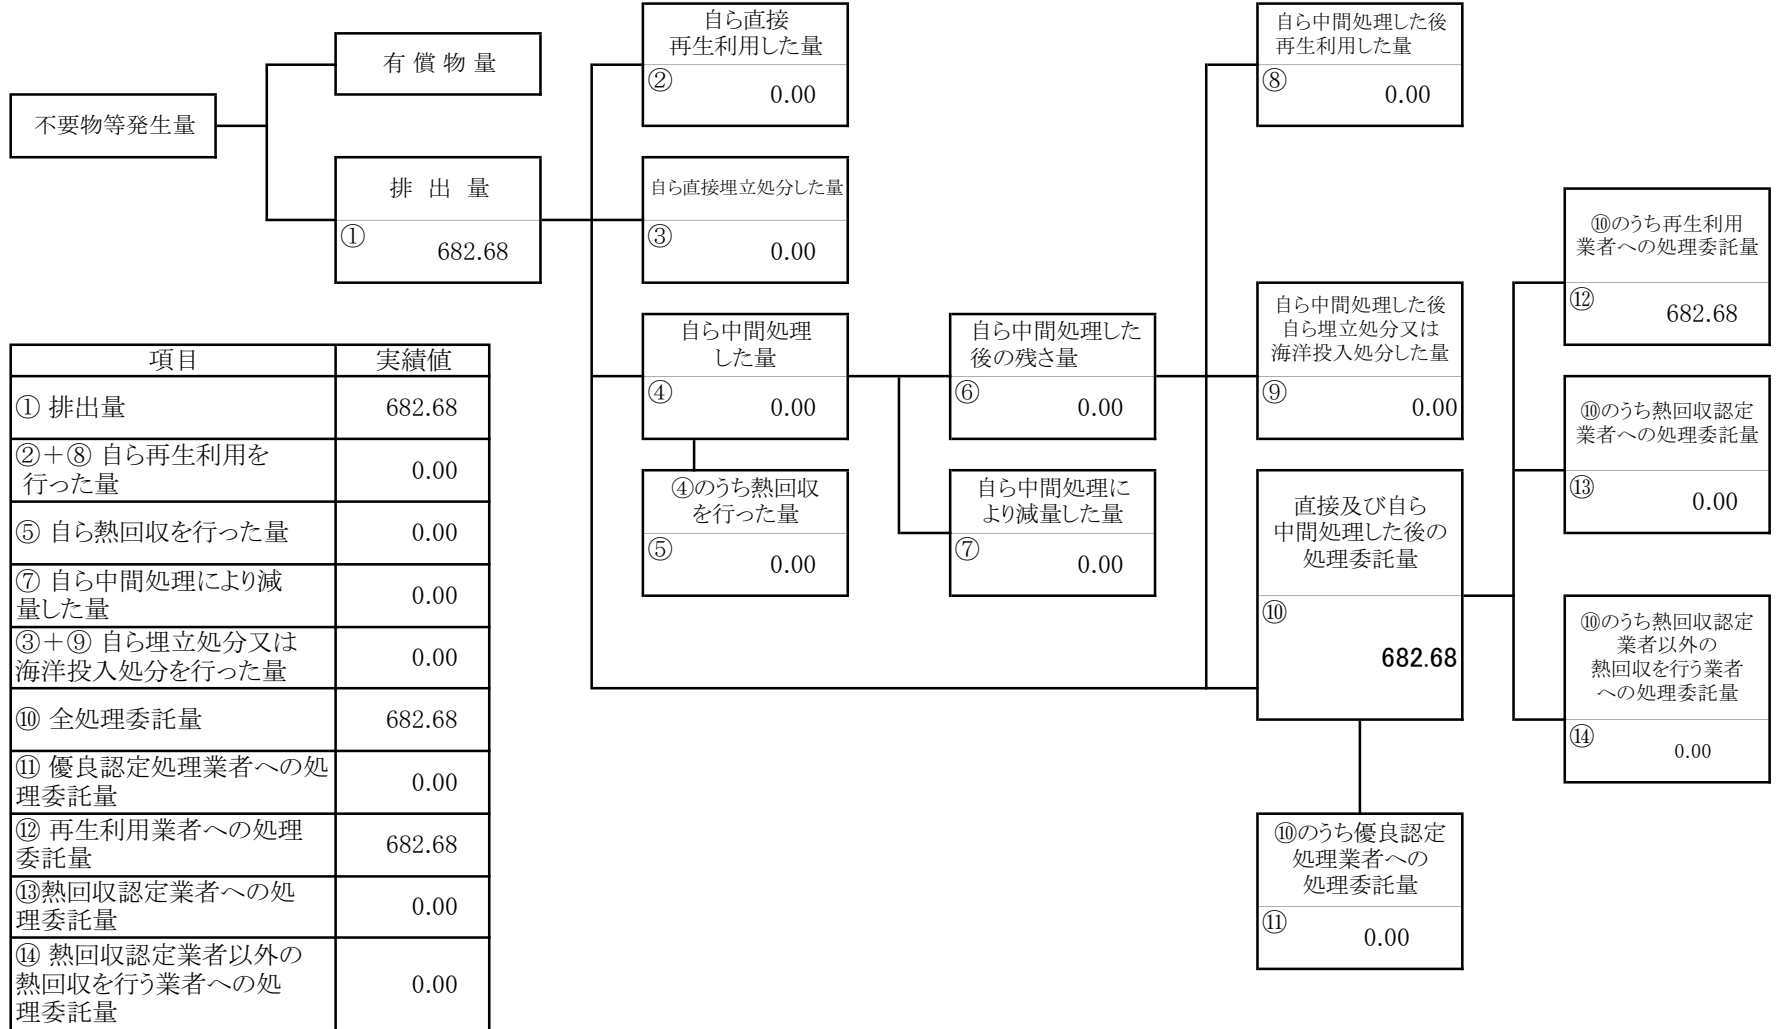 自ら直接
再生利用した量
②
0.00
自ら中間処理した後
再生利用した量
⑧
0.00
有 償 物 量
不要物等発生量
排 出 量
①
682.68
自ら直接埋立処分した量
③
0.00
⑩のうち再生利用
業者への処理委託量
⑫
682.68
自ら中間処理
した量
④
0.00
自ら中間処理した
後の残さ量
⑥
0.00
自ら中間処理した後
自ら埋立処分又は
海洋投入処分した量
⑨
0.00
⑩のうち熱回収認定
業者への処理委託量
⑬
0.00
④のうち熱回収
を行った量
⑤
0.00
自ら中間処理に
より減量した量
⑦
0.00
直接及び自ら
中間処理した後の
処理委託量
⑩
682.68
⑩のうち熱回収認定
業者以外の
熱回収を行う業者
への処理委託量
⑭
0.00
⑩のうち優良認定
処理業者への
処理委託量
⑪
0.00
項目 実績値
① 排出量 682.68
②+⑧ 自ら再生利用を
行った量 0.00
⑤ 自ら熱回収を行った量 0.00
⑦ 自ら中間処理により減
量した量 0.00
③+⑨ 自ら埋立処分又は
海洋投入処分を行った量 0.00
⑩ 全処理委託量 682.68
⑪ 優良認定処理業者への処
理委託量 0.00
⑫ 再生利用業者への処理
委託量 682.68
⑬熱回収認定業者への処
理委託量 0.00
⑭ 熱回収認定業者以外の
熱回収を行う業者への処
理委託量 0.00